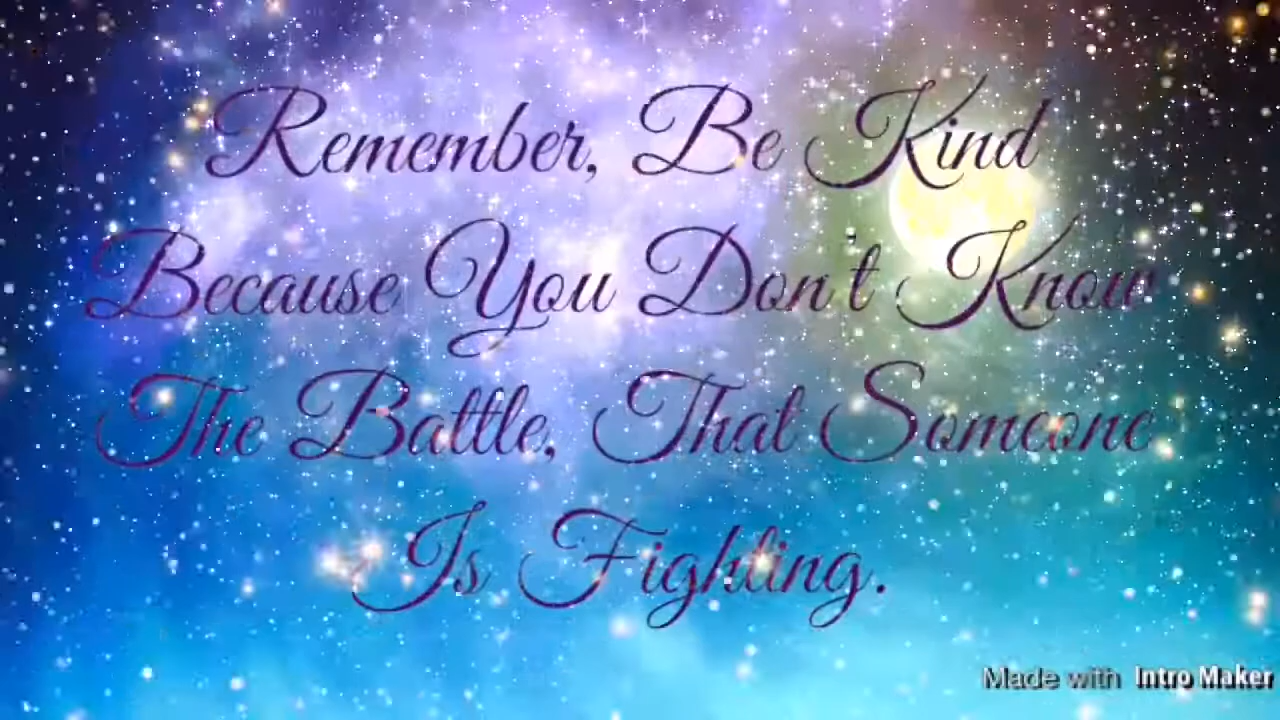 Remember, Be Kind
Because You Don't Know
The Battle, That Someone
Is Fighting.
Made with Intro Maker